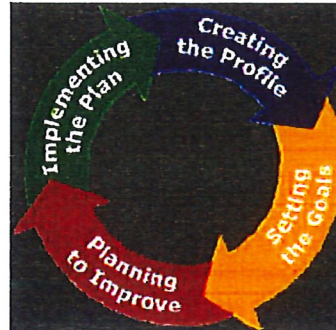 Creating
the Profile
Setting
the Goals
Planning
to Improve
Implementing
the Plan